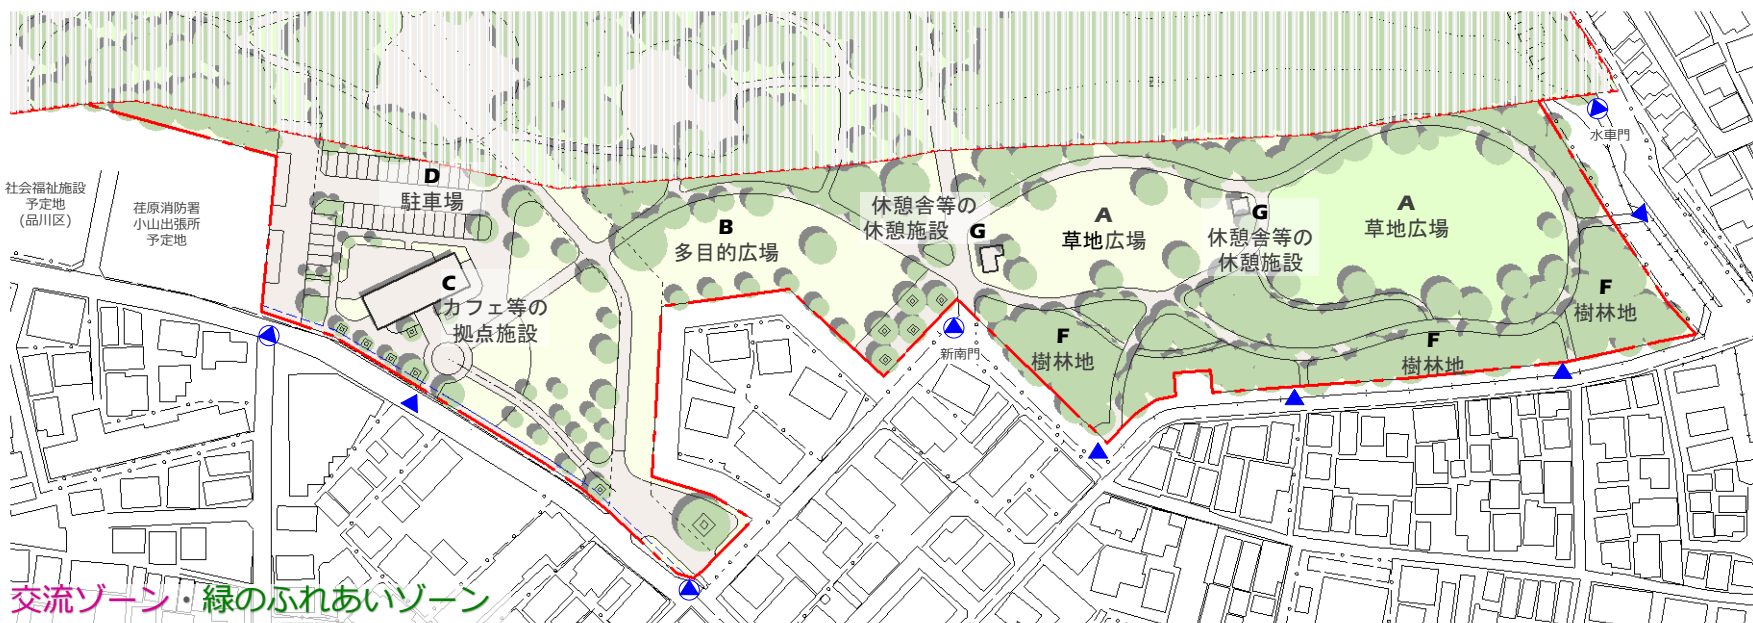 水車門
社会福祉施設
予定地
(品川区)
荏原消防署
小山出張所
予定地
D
駐車場
B
多目的広場
休憩舎等の
休憩施設
G
A
草地広場
G
休憩舎等の
休憩施設
A
草地広場
C
カフェ等の
拠点施設
F
樹林地
F
樹林地
F
樹林地
新南門
交流ゾーン・緑のふれあいゾーン